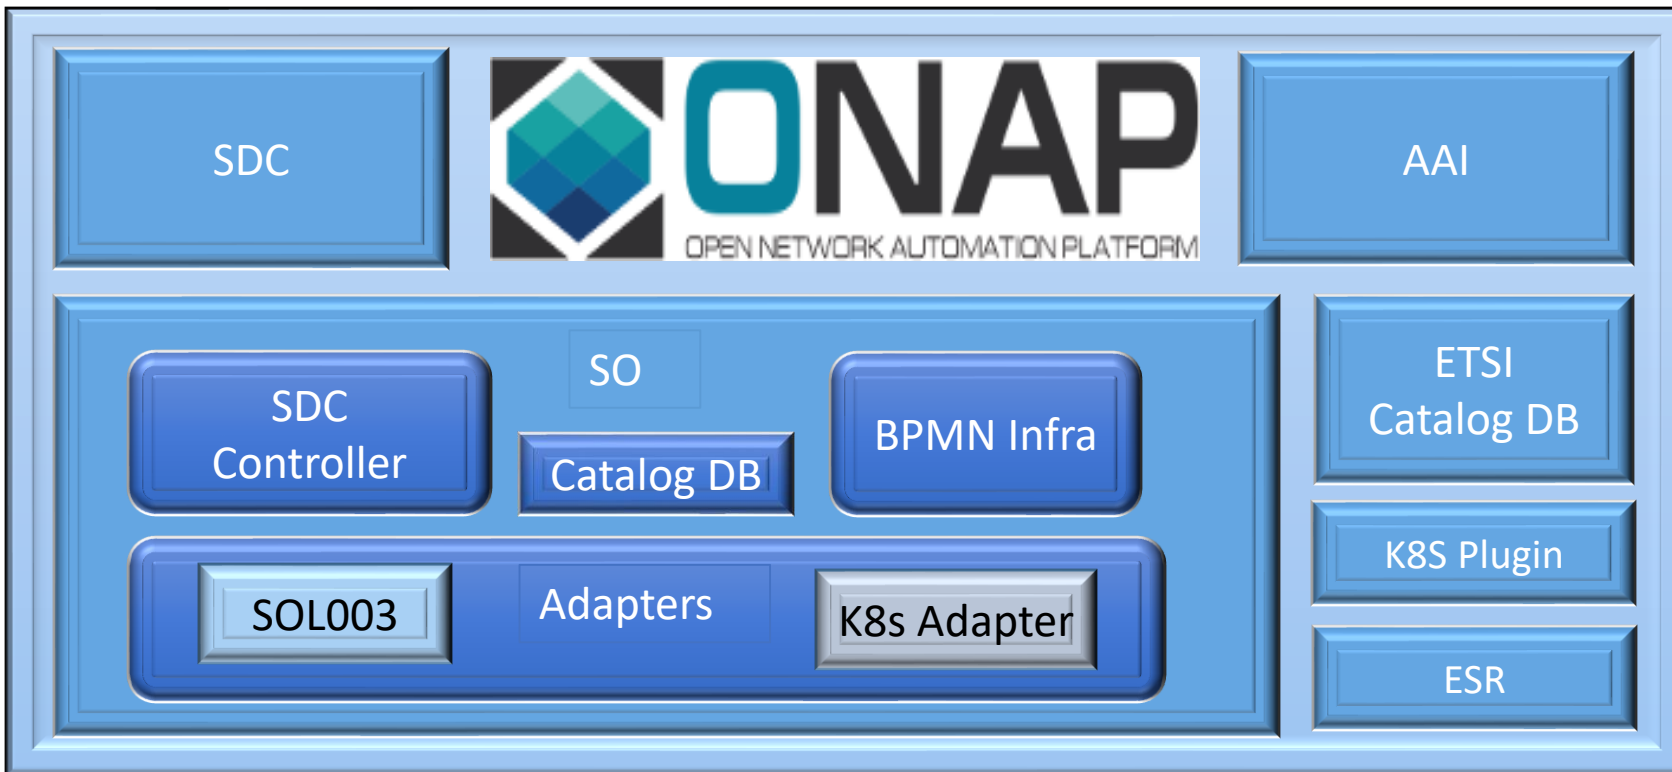 SDC
ONAP
OPEN NETWORK AUTOMATION PLATFORM
AAI
SO
SDC
Controller
Catalog DB
BPMN Infra
ETSI
Catalog DB
K8S Plugin
ESR
Adapters
SOL003
K8s Adapter